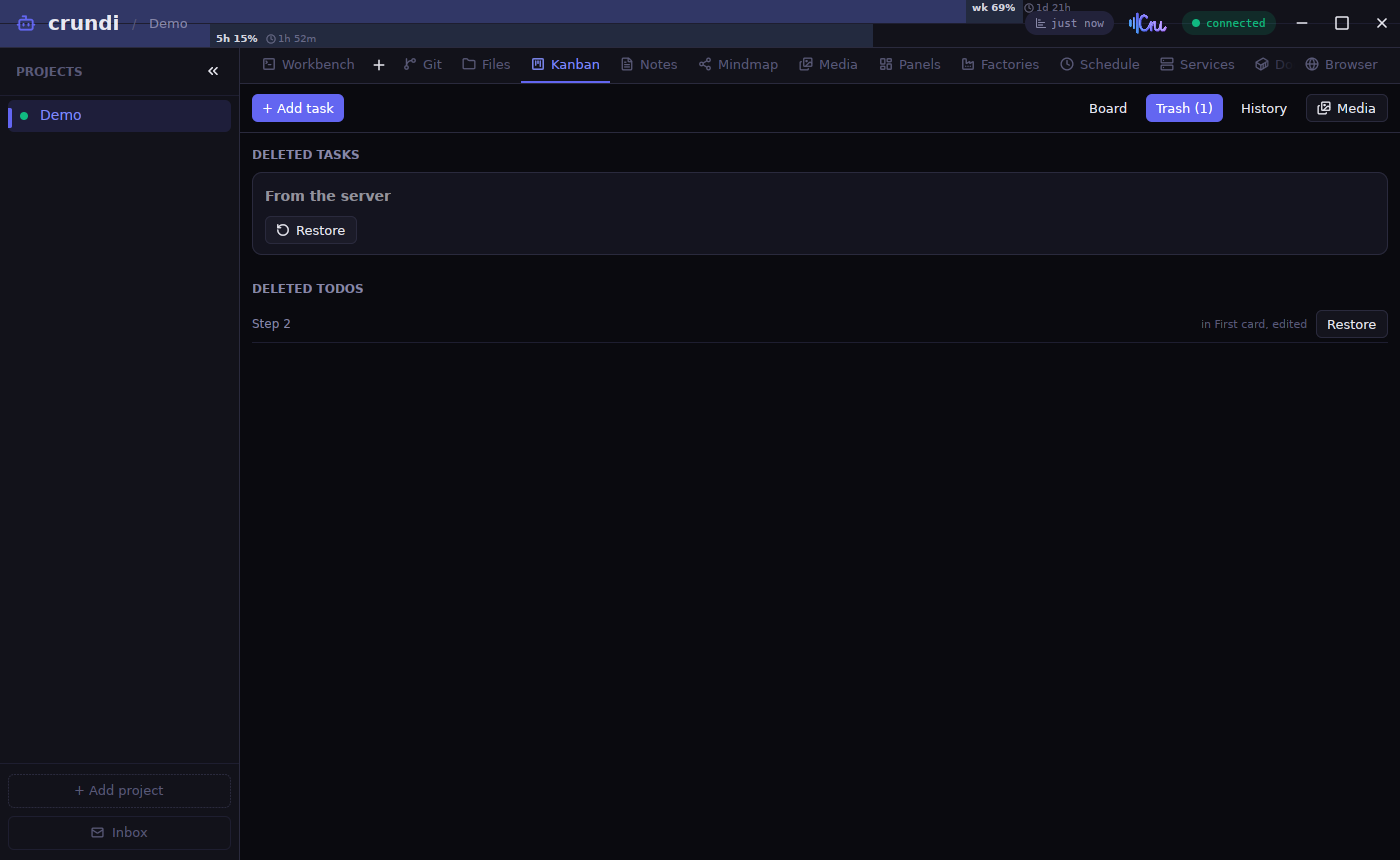 wk 69% 1d 21h
crundi / Demo
just now
connected
5h 15% 1h 52m
PROJECTS
Workbench + Git Files Kanban Notes Mindmap Media Panels Factories Schedule Services Do Browser
Demo
+ Add task
Board Trash (1) History Media
DELETED TASKS
From the server
Restore
DELETED TODOS
Step 2 in First card, edited Restore
+ Add project
Inbox